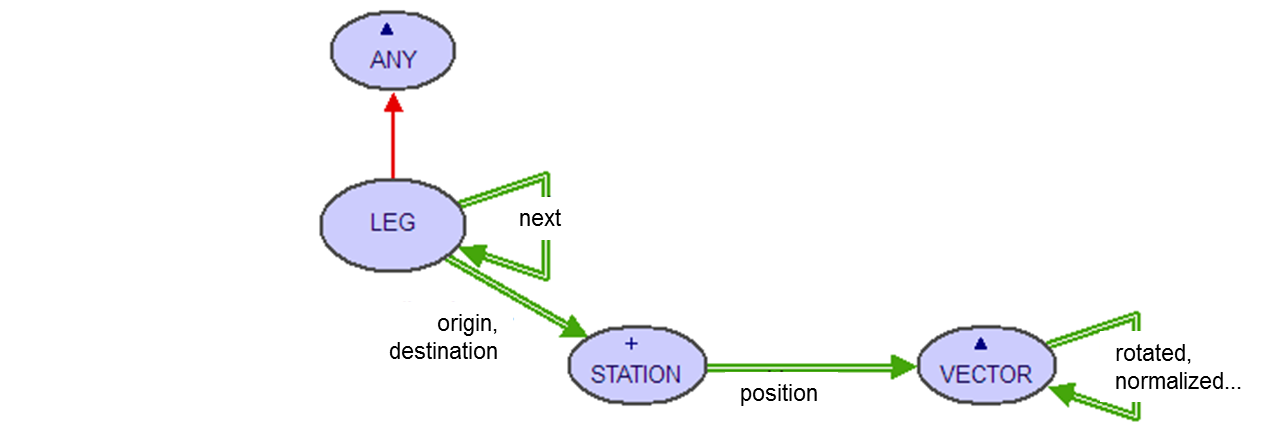 ANY
LEG
next
origin,
destination
+
STATION
position
VECTOR
rotated,
normalized...